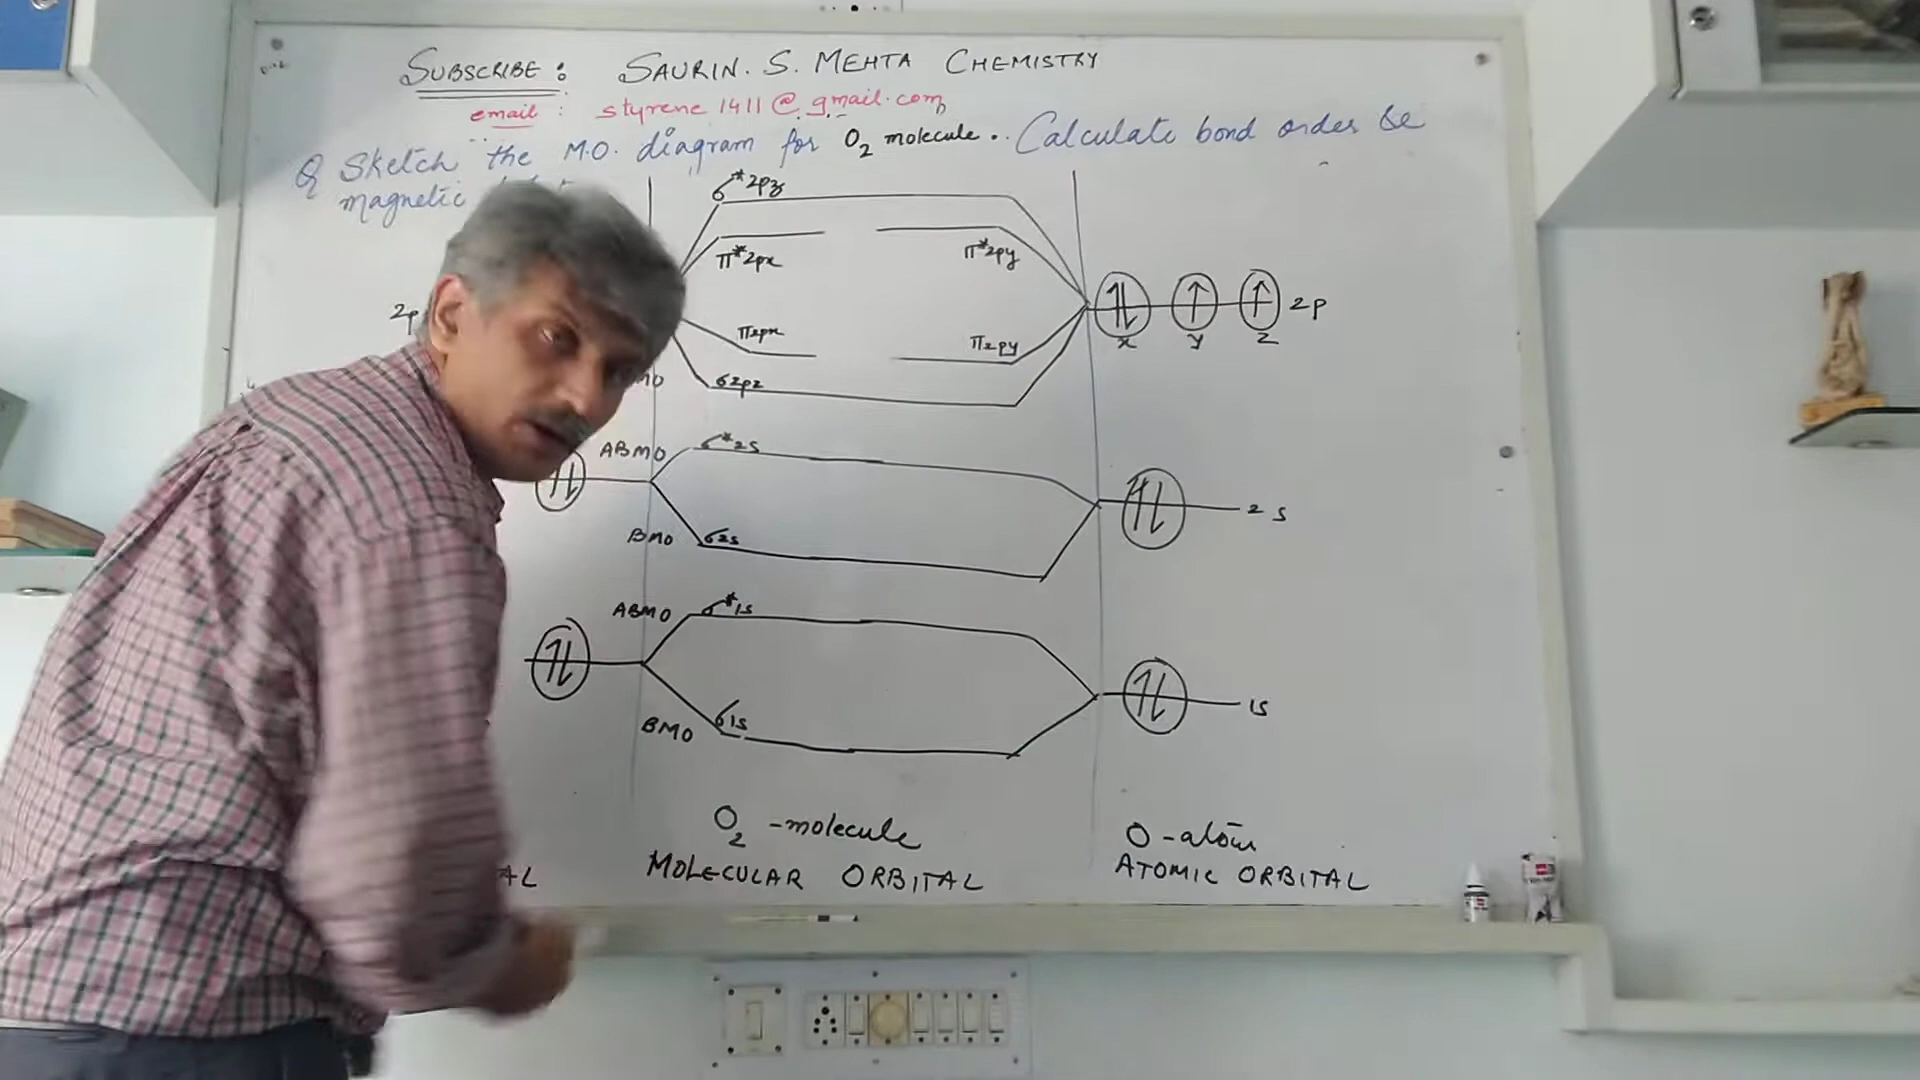 SUBSCRIBE: SAURIN. S. MEHTA CHEMISTRY
email : styrene1411@gmail.com
Q Sketch the M.O. diagram for O2 molecule. Calculate bond order &
magnetic
σ*2pz
π*2px π*2py
2p 2p
x y z
π2px π2py
σ2pz
ABMO σ*2s
2s
BMO σ2s
ABMO σ*1s
1s
BMO σ1s
O2 -molecule O-atom
MOLECULAR ORBITAL ATOMIC ORBITAL